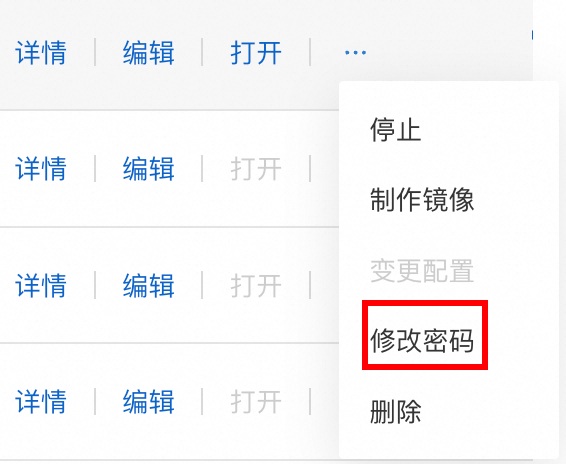 详情 编辑 打开 ...
停止
详情 编辑 打开
制作镜像
变更配置
详情 编辑 打开
修改密码
详情 编辑 打开
删除